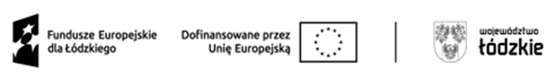 Fundusze Europejskie
dla Łódzkiego
Dofinansowane przez
Unię Europejską
województwo
łódzkie